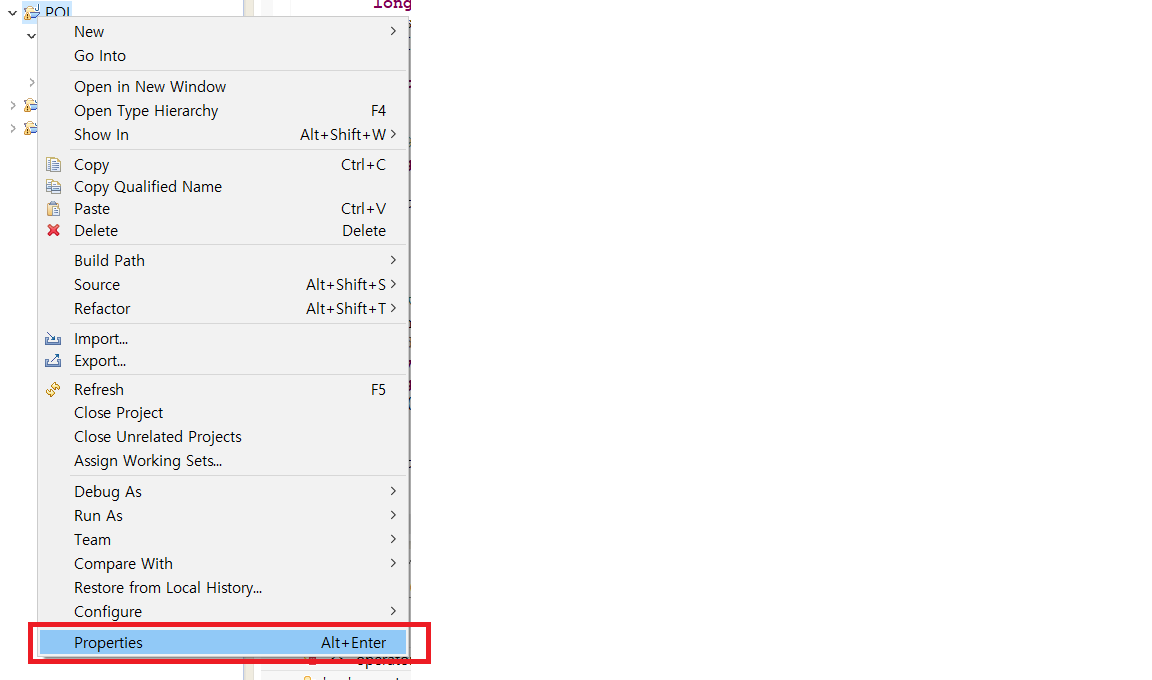 POI
long
New
Go Into
Open in New Window
Open Type Hierarchy F4
Show In Alt+Shift+W
Copy Ctrl+C
Copy Qualified Name
Paste Ctrl+V
Delete Delete
Build Path
Source Alt+Shift+S
Refactor Alt+Shift+T
Import...
Export...
Refresh F5
Close Project
Close Unrelated Projects
Assign Working Sets...
Debug As
Run As
Team
Compare With
Restore from Local History...
Configure
Properties Alt+Enter